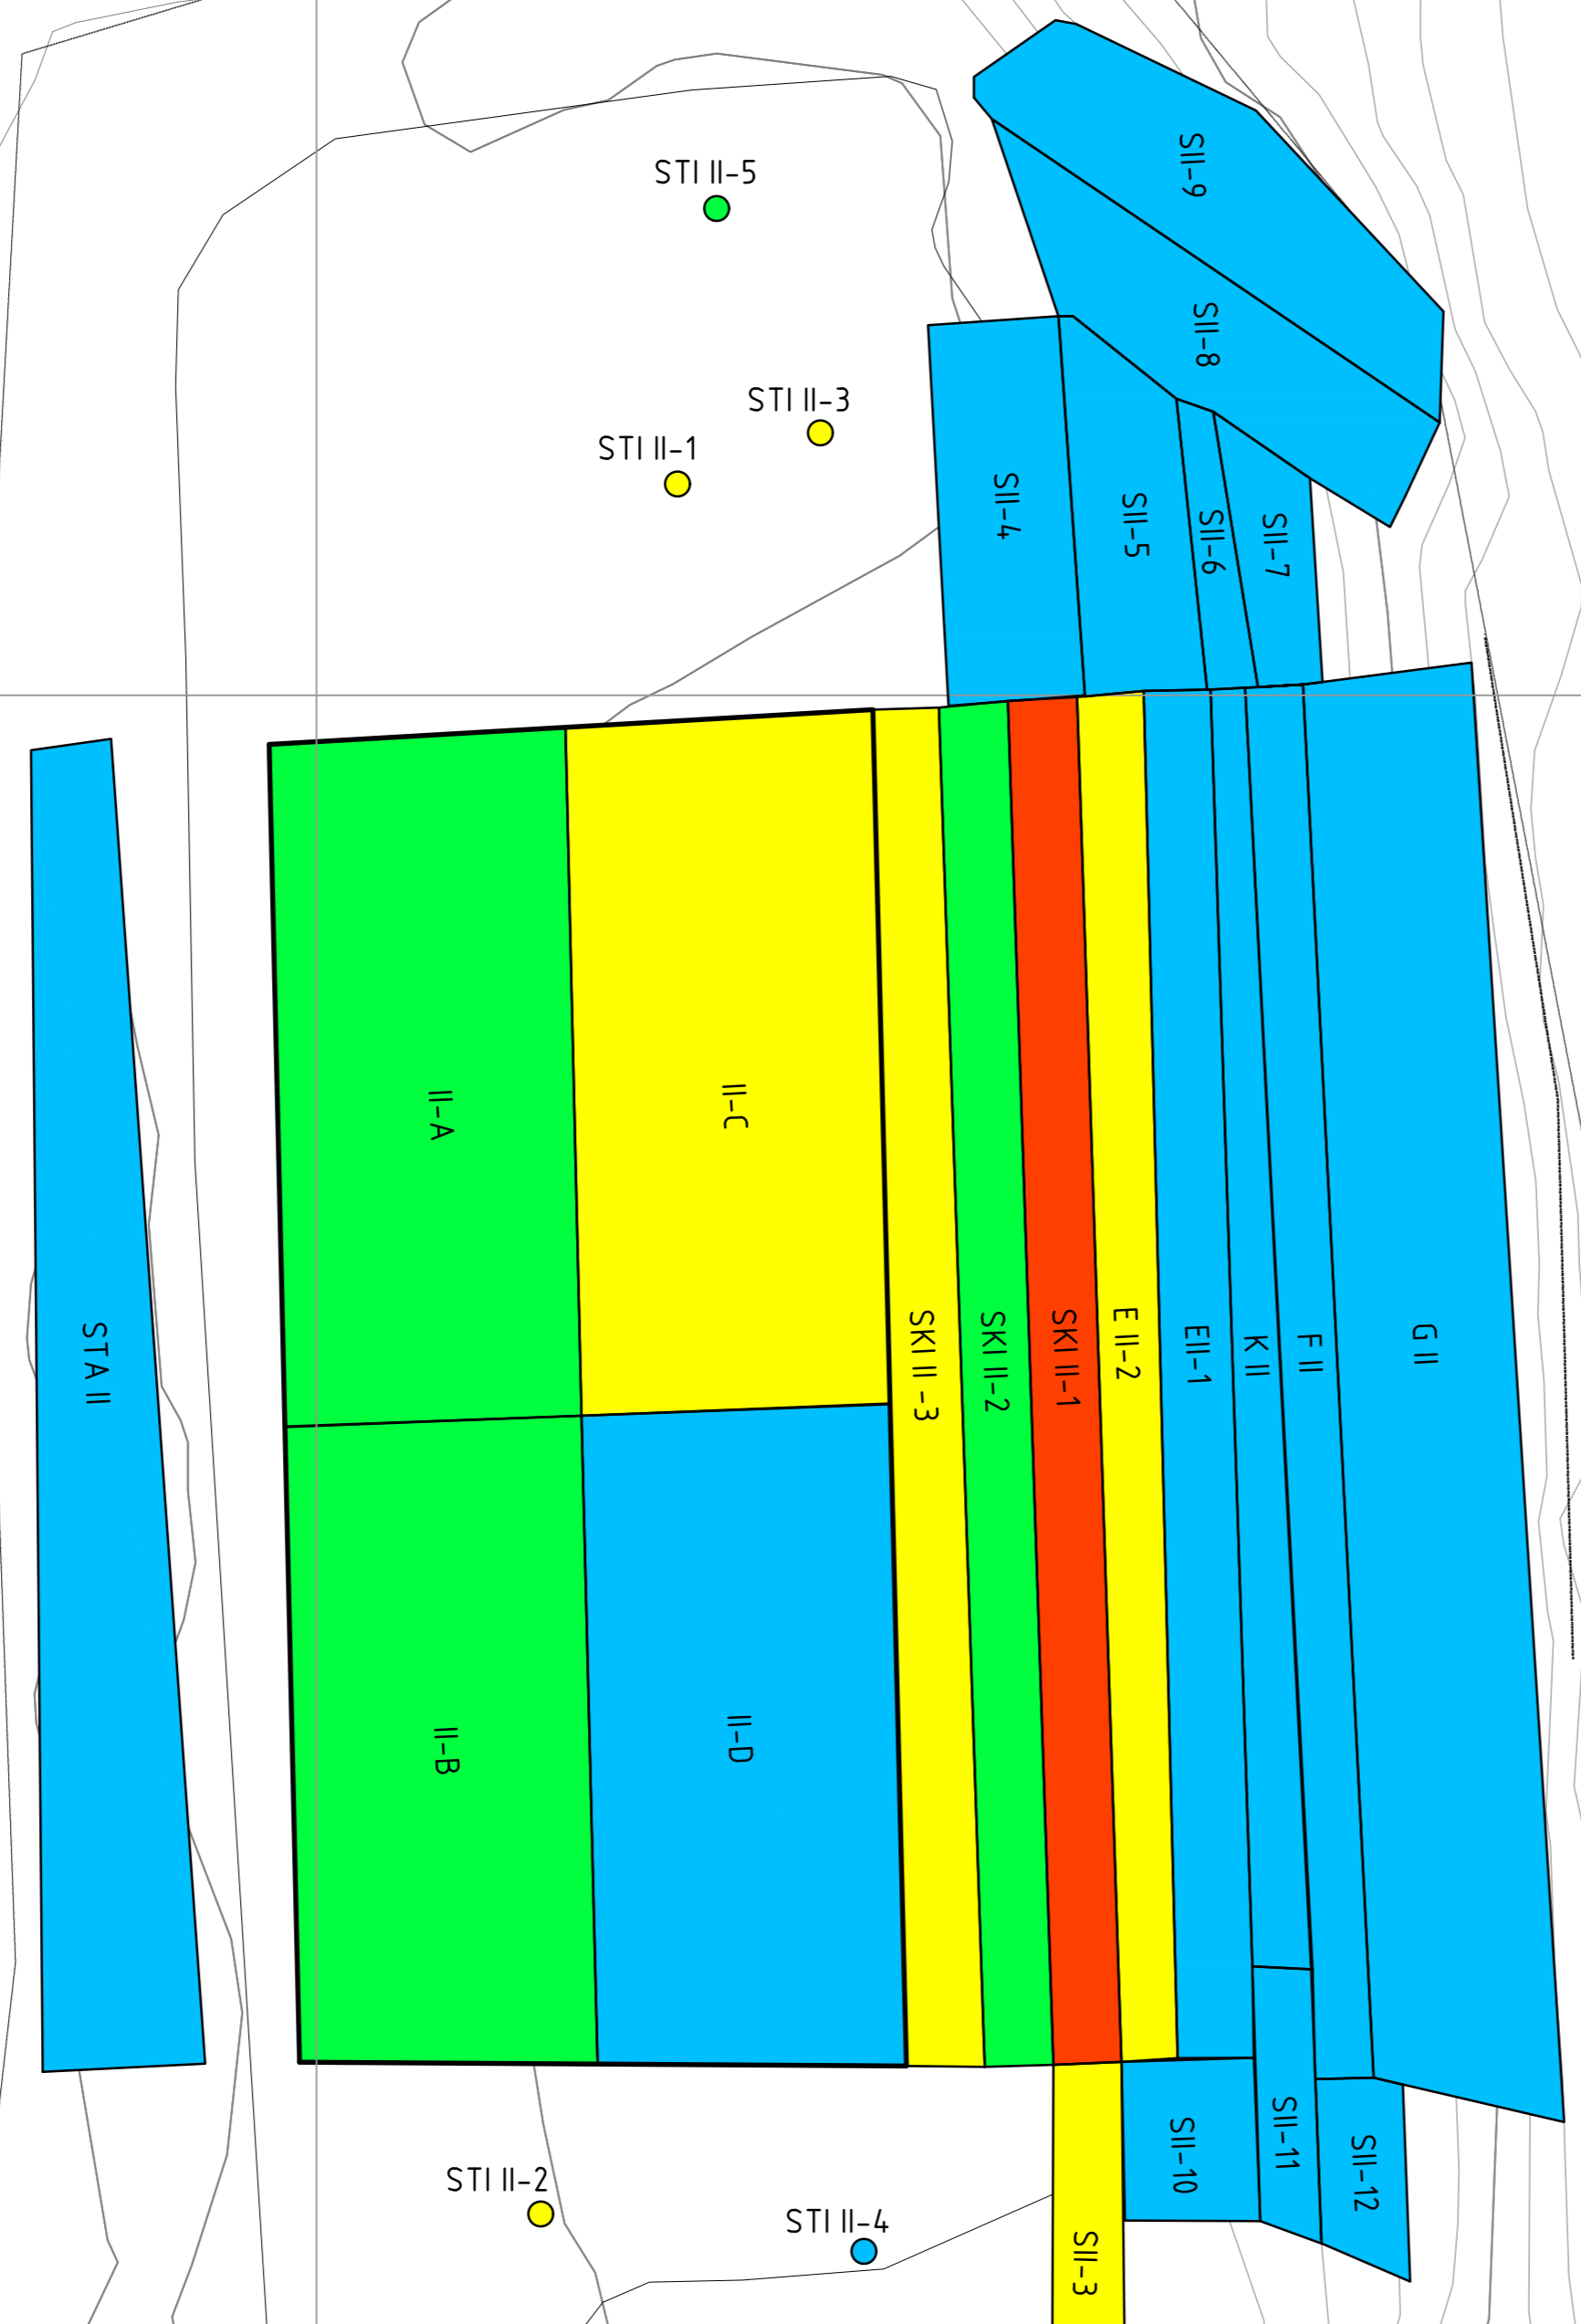 SII-9
STI II-5
SII-8
STI II-3
STI II-1
SII-4
SII-5
SII-6
SII-7
II-A
II-C
SKI II-3
SKI II-2
SKI II-1
E II-2
EII-1
K II
F II
G II
ST A II
II-B
II-D
SII-10
SII-11
SII-12
STI II-2
STI II-4
SII-3